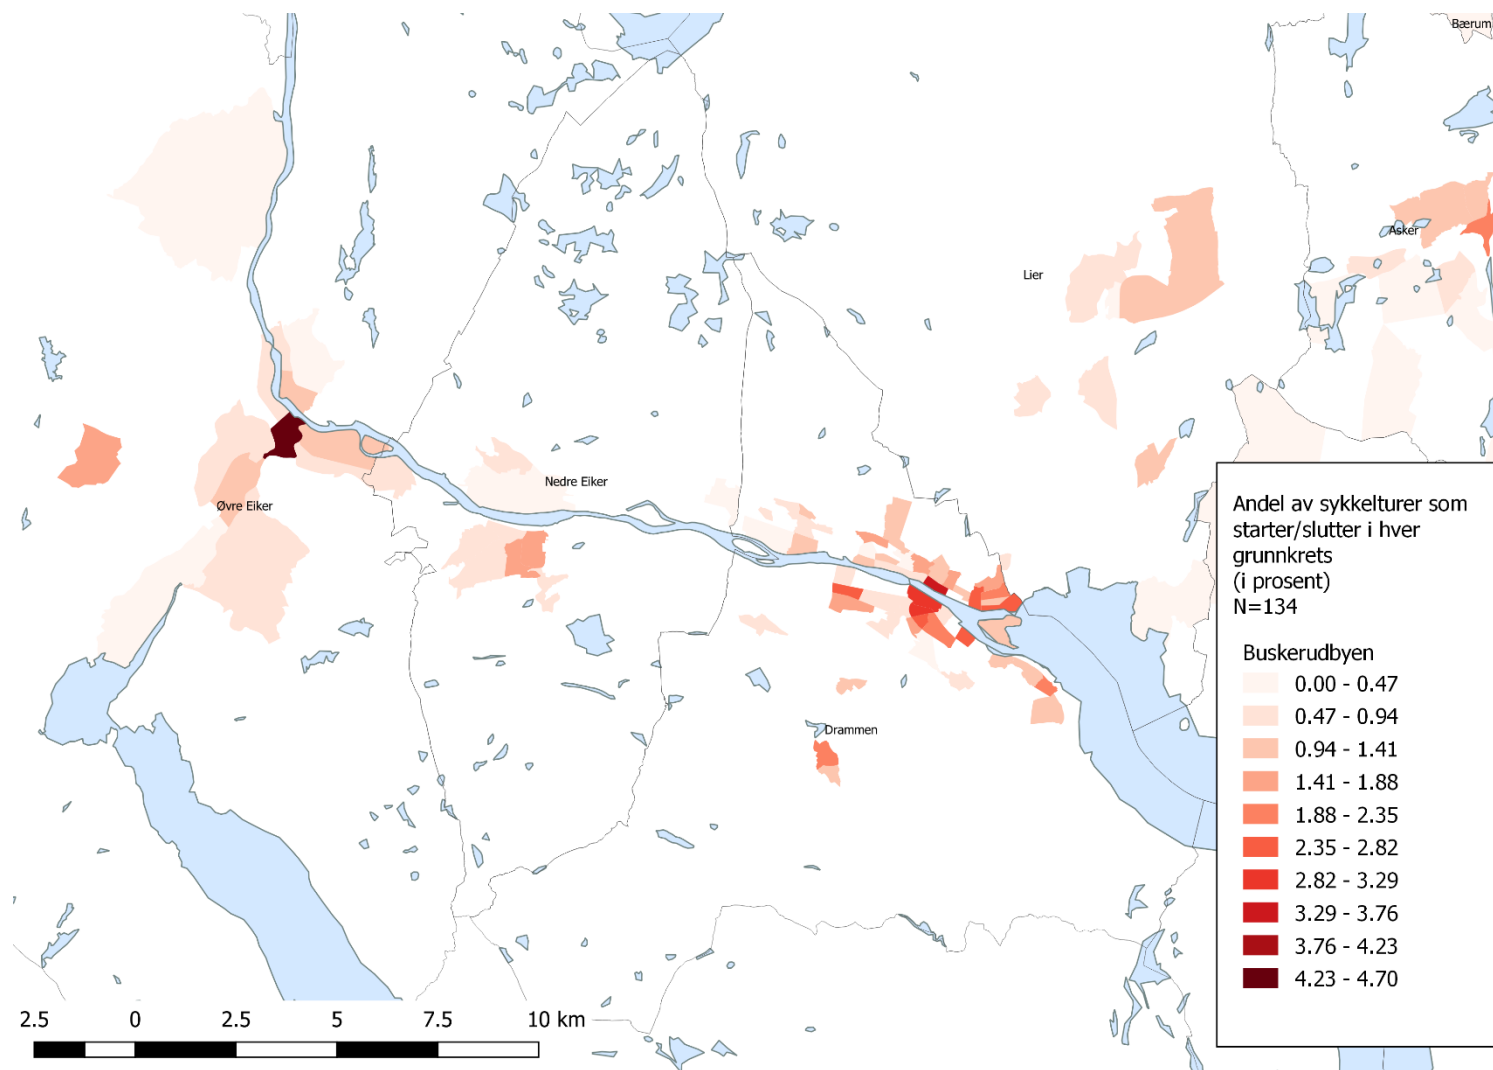 Bærum
Asker
Lier
Nedre Eiker
Øvre Eiker
Drammen
Andel av sykkelturer som
starter/slutter i hver
grunnkrets
(i prosent)
N=134
Buskerudbyen
0.00 - 0.47
0.47 - 0.94
0.94 - 1.41
1.41 - 1.88
1.88 - 2.35
2.35 - 2.82
2.82 - 3.29
3.29 - 3.76
3.76 - 4.23
4.23 - 4.70
2.5 0 2.5 5 7.5 10 km